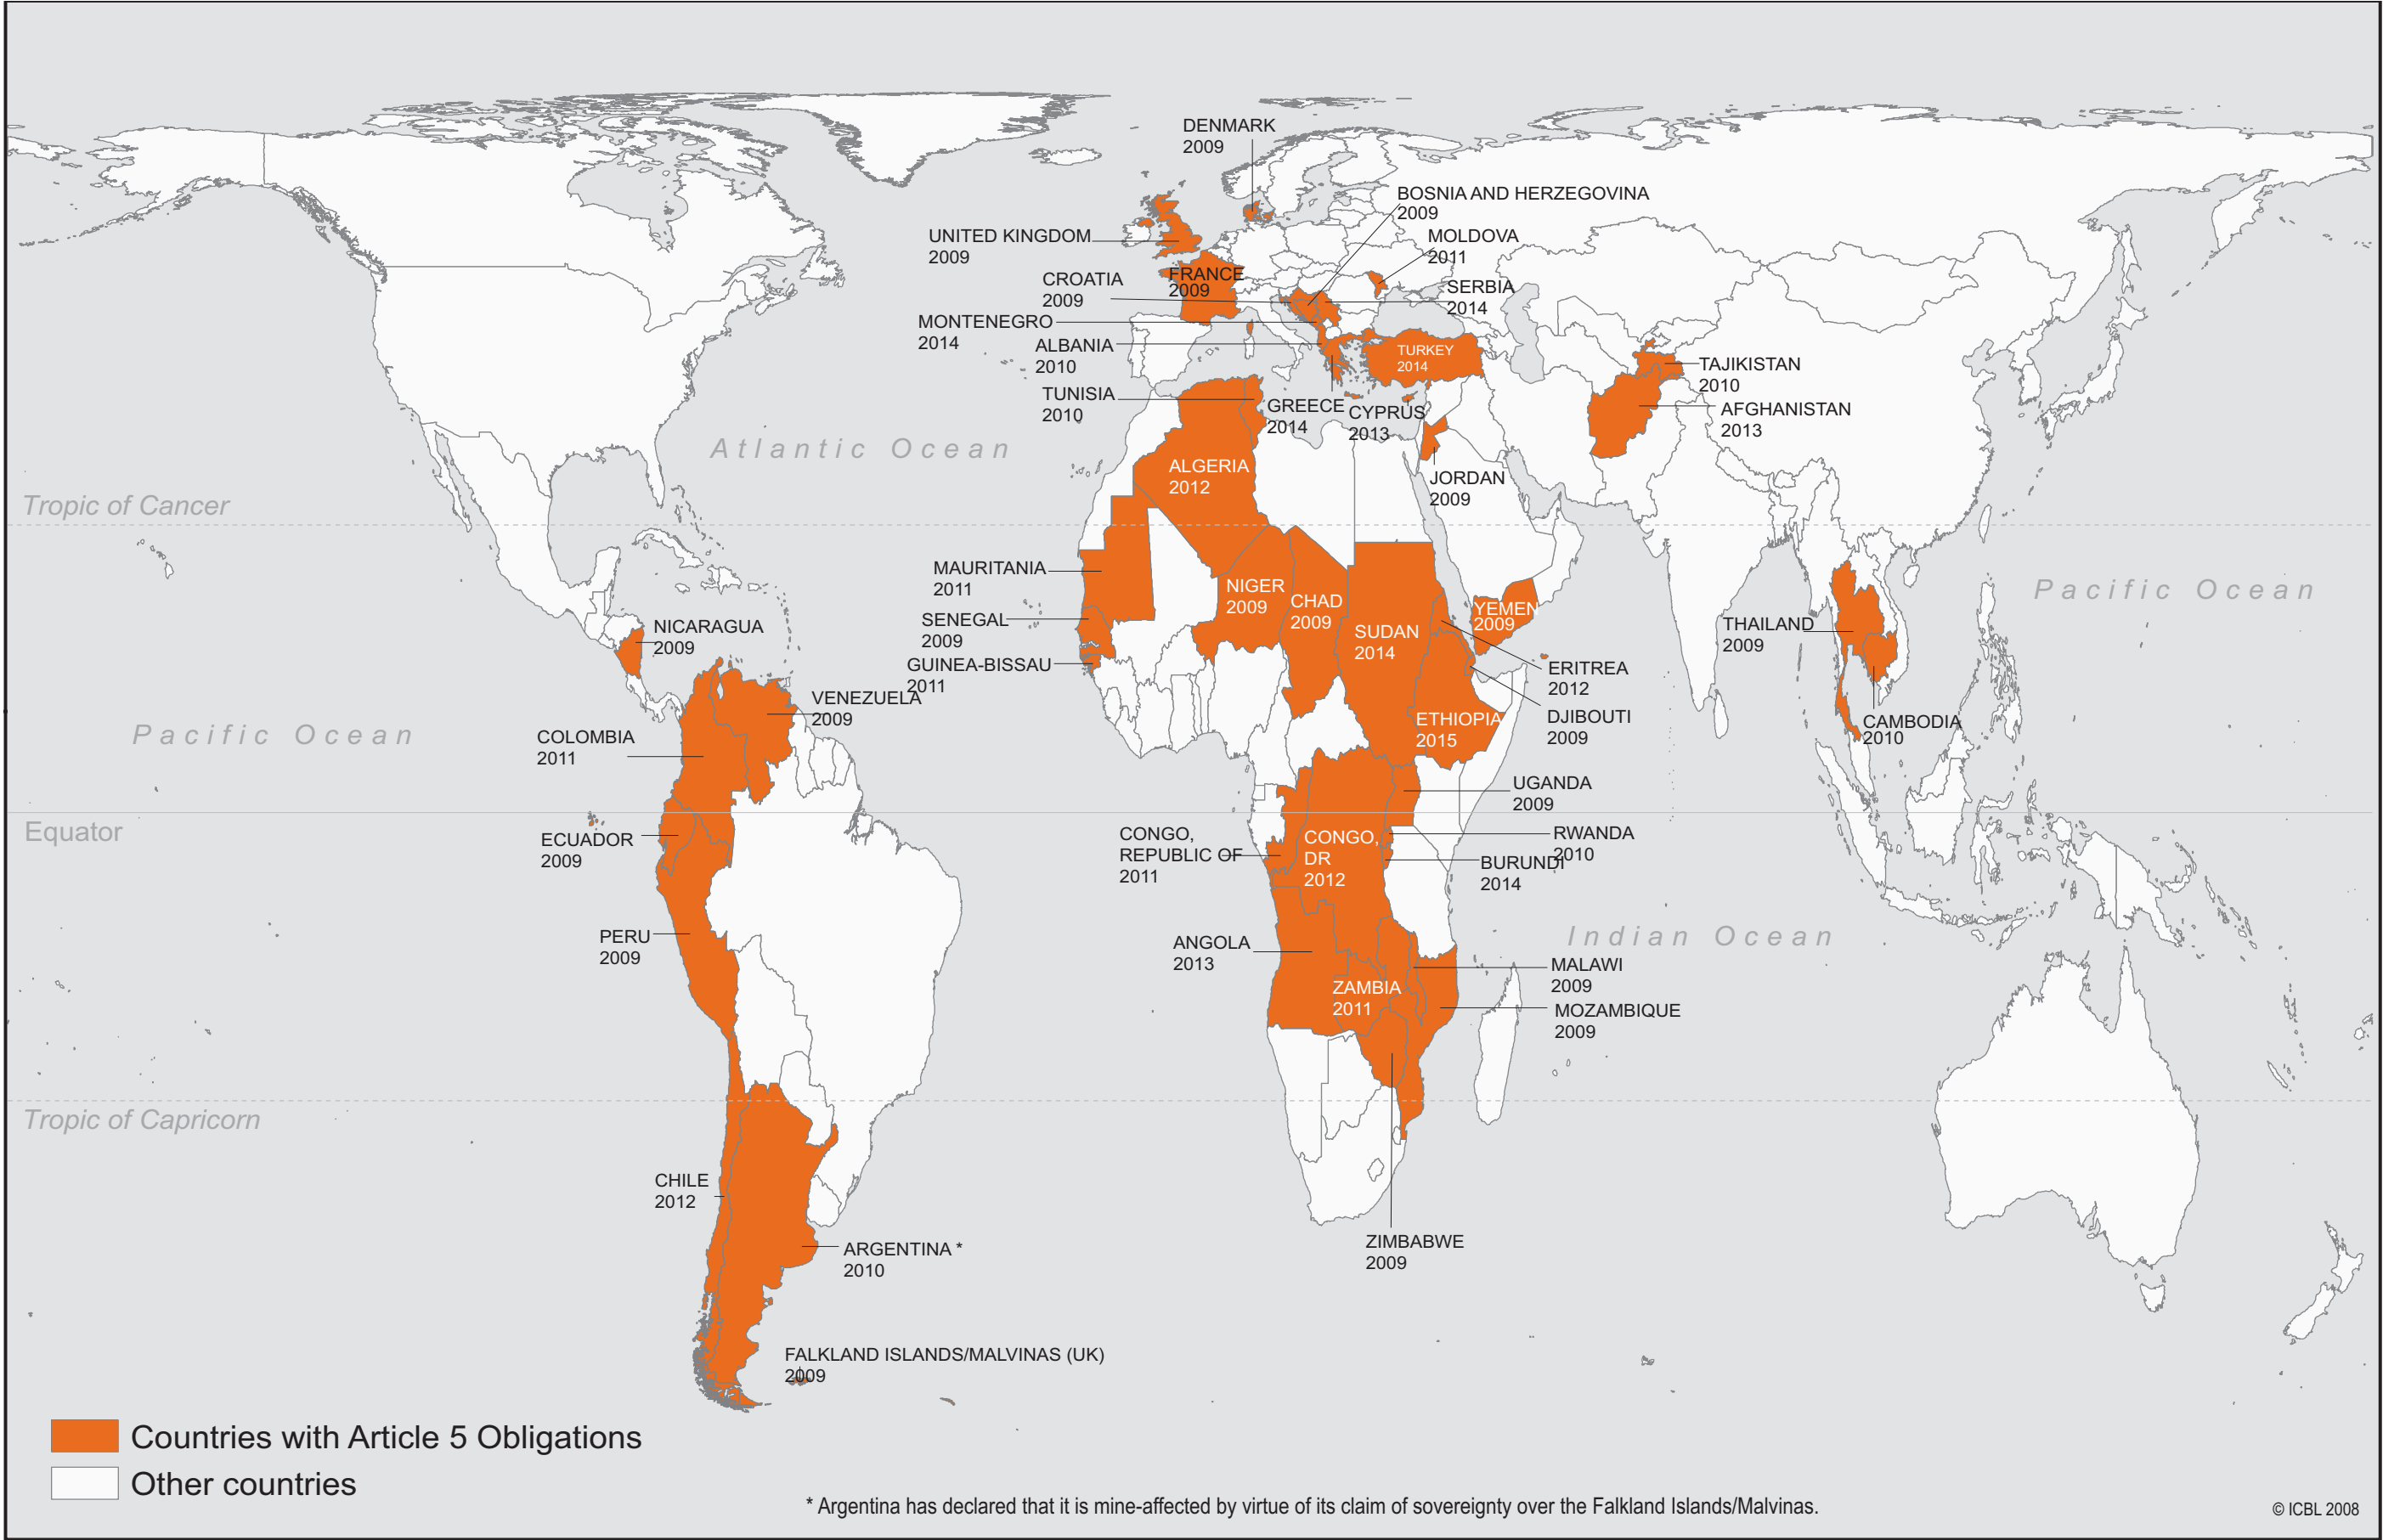 DENMARK
2009
BOSNIA AND HERZEGOVINA
2009
UNITED KINGDOM
2009
MOLDOVA
2011
CROATIA
2009
FRANCE
2009
SERBIA
2014
MONTENEGRO
2014
ALBANIA
2010
TURKEY
2014
TAJIKISTAN
2010
TUNISIA
2010
GREECE
2014
CYPRUS
2013
AFGHANISTAN
2013
Atlantic Ocean
ALGERIA
2012
JORDAN
2009
Tropic of Cancer
MAURITANIA
2011
NIGER
2009
CHAD
2009
YEMEN
2009
Pacific Ocean
SENEGAL
2009
NICARAGUA
2009
SUDAN
2014
THAILAND
2009
GUINEA-BISSAU
2011
ERITREA
2012
VENEZUELA
2009
ETHIOPIA
2015
DJIBOUTI
2009
CAMBODIA
2010
Pacific Ocean
COLOMBIA
2011
UGANDA
2009
Equator
ECUADOR
2009
CONGO,
REPUBLIC OF
2011
CONGO,
DR
2012
RWANDA
2010
BURUNDI
2014
PERU
2009
ANGOLA
2013
Indian Ocean
MALAWI
2009
ZAMBIA
2011
MOZAMBIQUE
2009
Tropic of Capricorn
CHILE
2012
ZIMBABWE
2009
ARGENTINA *
2010
FALKLAND ISLANDS/MALVINAS (UK)
2009
Countries with Article 5 Obligations
Other countries
* Argentina has declared that it is mine-affected by virtue of its claim of sovereignty over the Falkland Islands/Malvinas.
© ICBL 2008